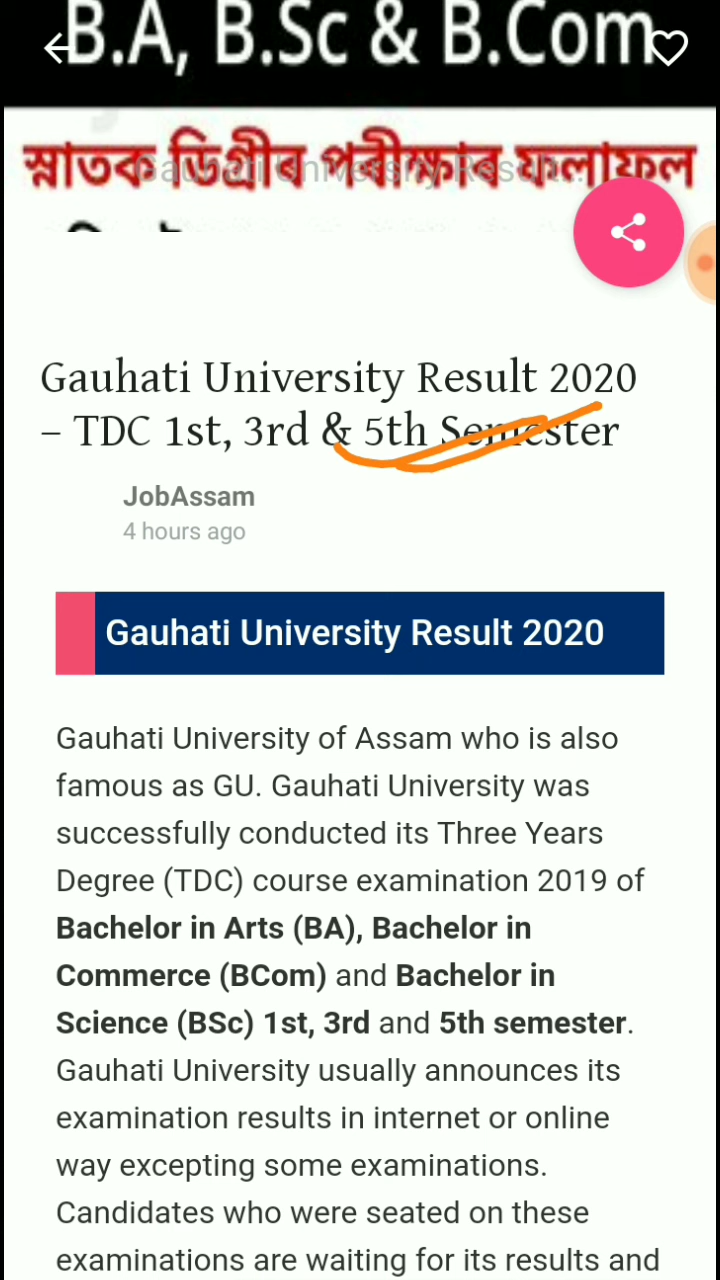 B.A, B.Sc & B.Com
স্নাতক ডিগ্ৰীৰ পৰীক্ষাৰ ফলাফল
Gauhati University Result...
Gauhati University Result 2020
– TDC 1st, 3rd & 5th Semester
JobAssam
4 hours ago
Gauhati University Result 2020
Gauhati University of Assam who is also
famous as GU. Gauhati University was
successfully conducted its Three Years
Degree (TDC) course examination 2019 of
Bachelor in Arts (BA), Bachelor in
Commerce (BCom) and Bachelor in
Science (BSc) 1st, 3rd and 5th semester.
Gauhati University usually announces its
examination results in internet or online
way excepting some examinations.
Candidates who were seated on these
examinations are waiting for its results and